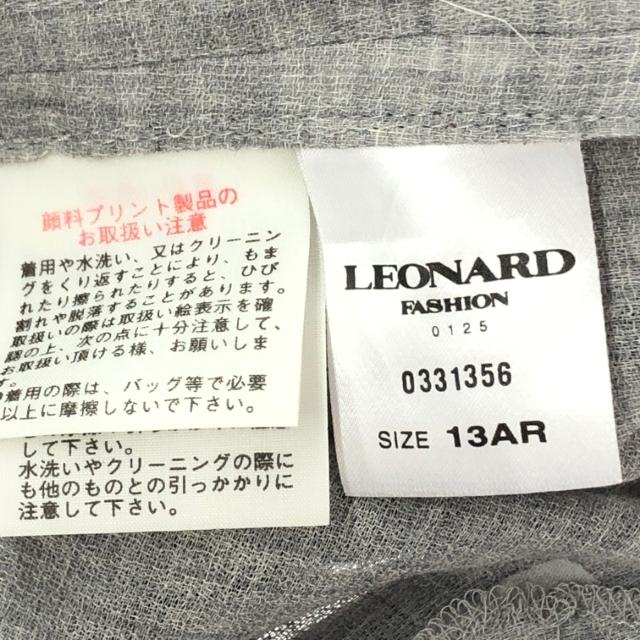 顔料プリント製品の
お取扱い注意
着用や水洗い、又はクリーニン
グをくり返すことにより、もま
れたり擦られたりすると、ひび
割れや脱落することがあります。
取扱いの際は取扱い絵表示を確
認の上、次の点に十分注意して、
お取扱い頂ける様、お願いしま
す。
着用の際は、バッグ等で必要
以上に摩擦しないで下さい。
して下さい。
水洗いやクリーニングの際に
も他のものとの引っかかりに
注意して下さい。
LEONARD
FASHION
0125
0331356
SIZE 13AR